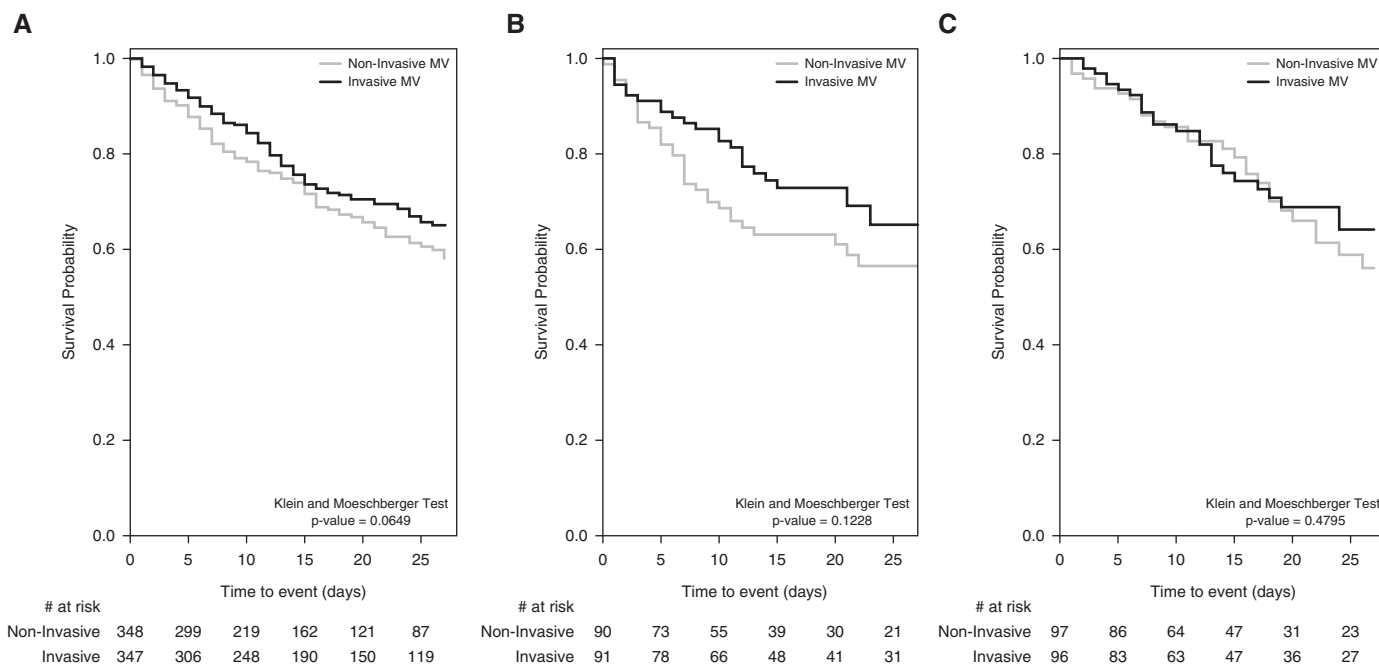 A
1.0
0.8
0.6
0.4
0.2
0.0
Survival Probability
Non-Invasive MV
Invasive MV
Klein and Moeschberger Test
p-value = 0.0649
0 5 10 15 20 25
Time to event (days)
# at risk
Non-Invasive 348 299 219 162 121 87
Invasive 347 306 248 190 150 119
B
1.0
0.8
0.6
0.4
0.2
0.0
Survival Probability
Non-Invasive MV
Invasive MV
Klein and Moeschberger Test
p-value = 0.1228
0 5 10 15 20 25
Time to event (days)
# at risk
Non-Invasive 90 73 55 39 30 21
Invasive 91 78 66 48 41 31
C
1.0
0.8
0.6
0.4
0.2
0.0
Survival Probability
Non-Invasive MV
Invasive MV
Klein and Moeschberger Test
p-value = 0.4795
0 5 10 15 20 25
Time to event (days)
# at risk
Non-Invasive 97 86 64 47 31 23
Invasive 96 83 63 47 36 27